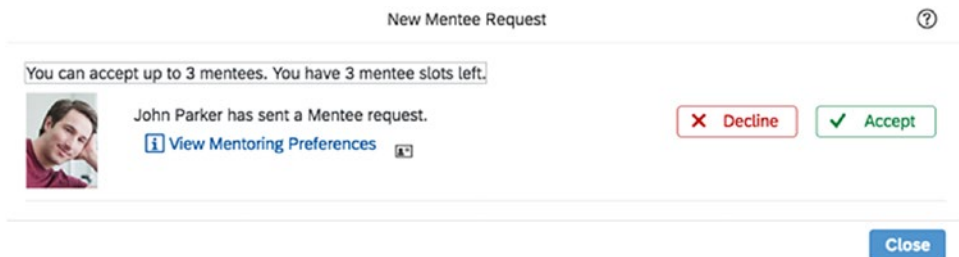 New Mentee Request
You can accept up to 3 mentees. You have 3 mentee slots left.
John Parker has sent a Mentee request.
Decline
Accept
View Mentoring Preferences
Close